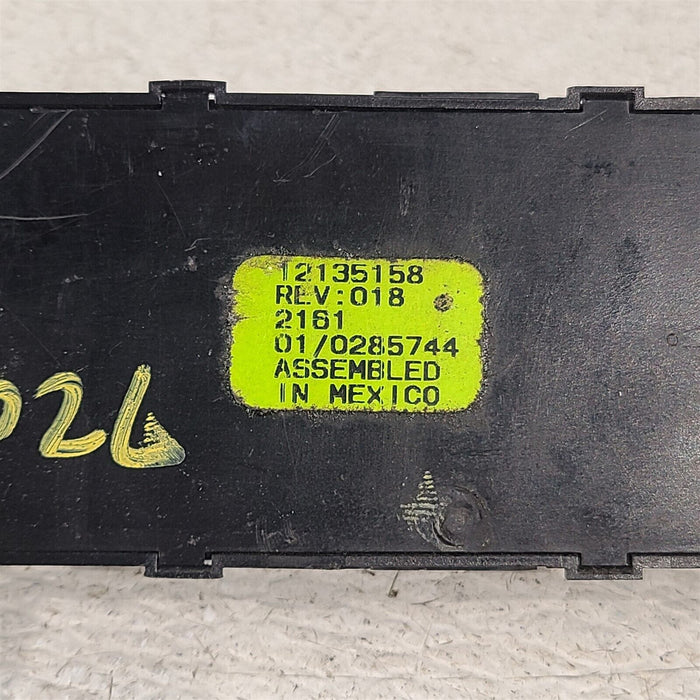 12135158
REV:018
2161
01/0285744
ASSEMBLED
IN MEXICO